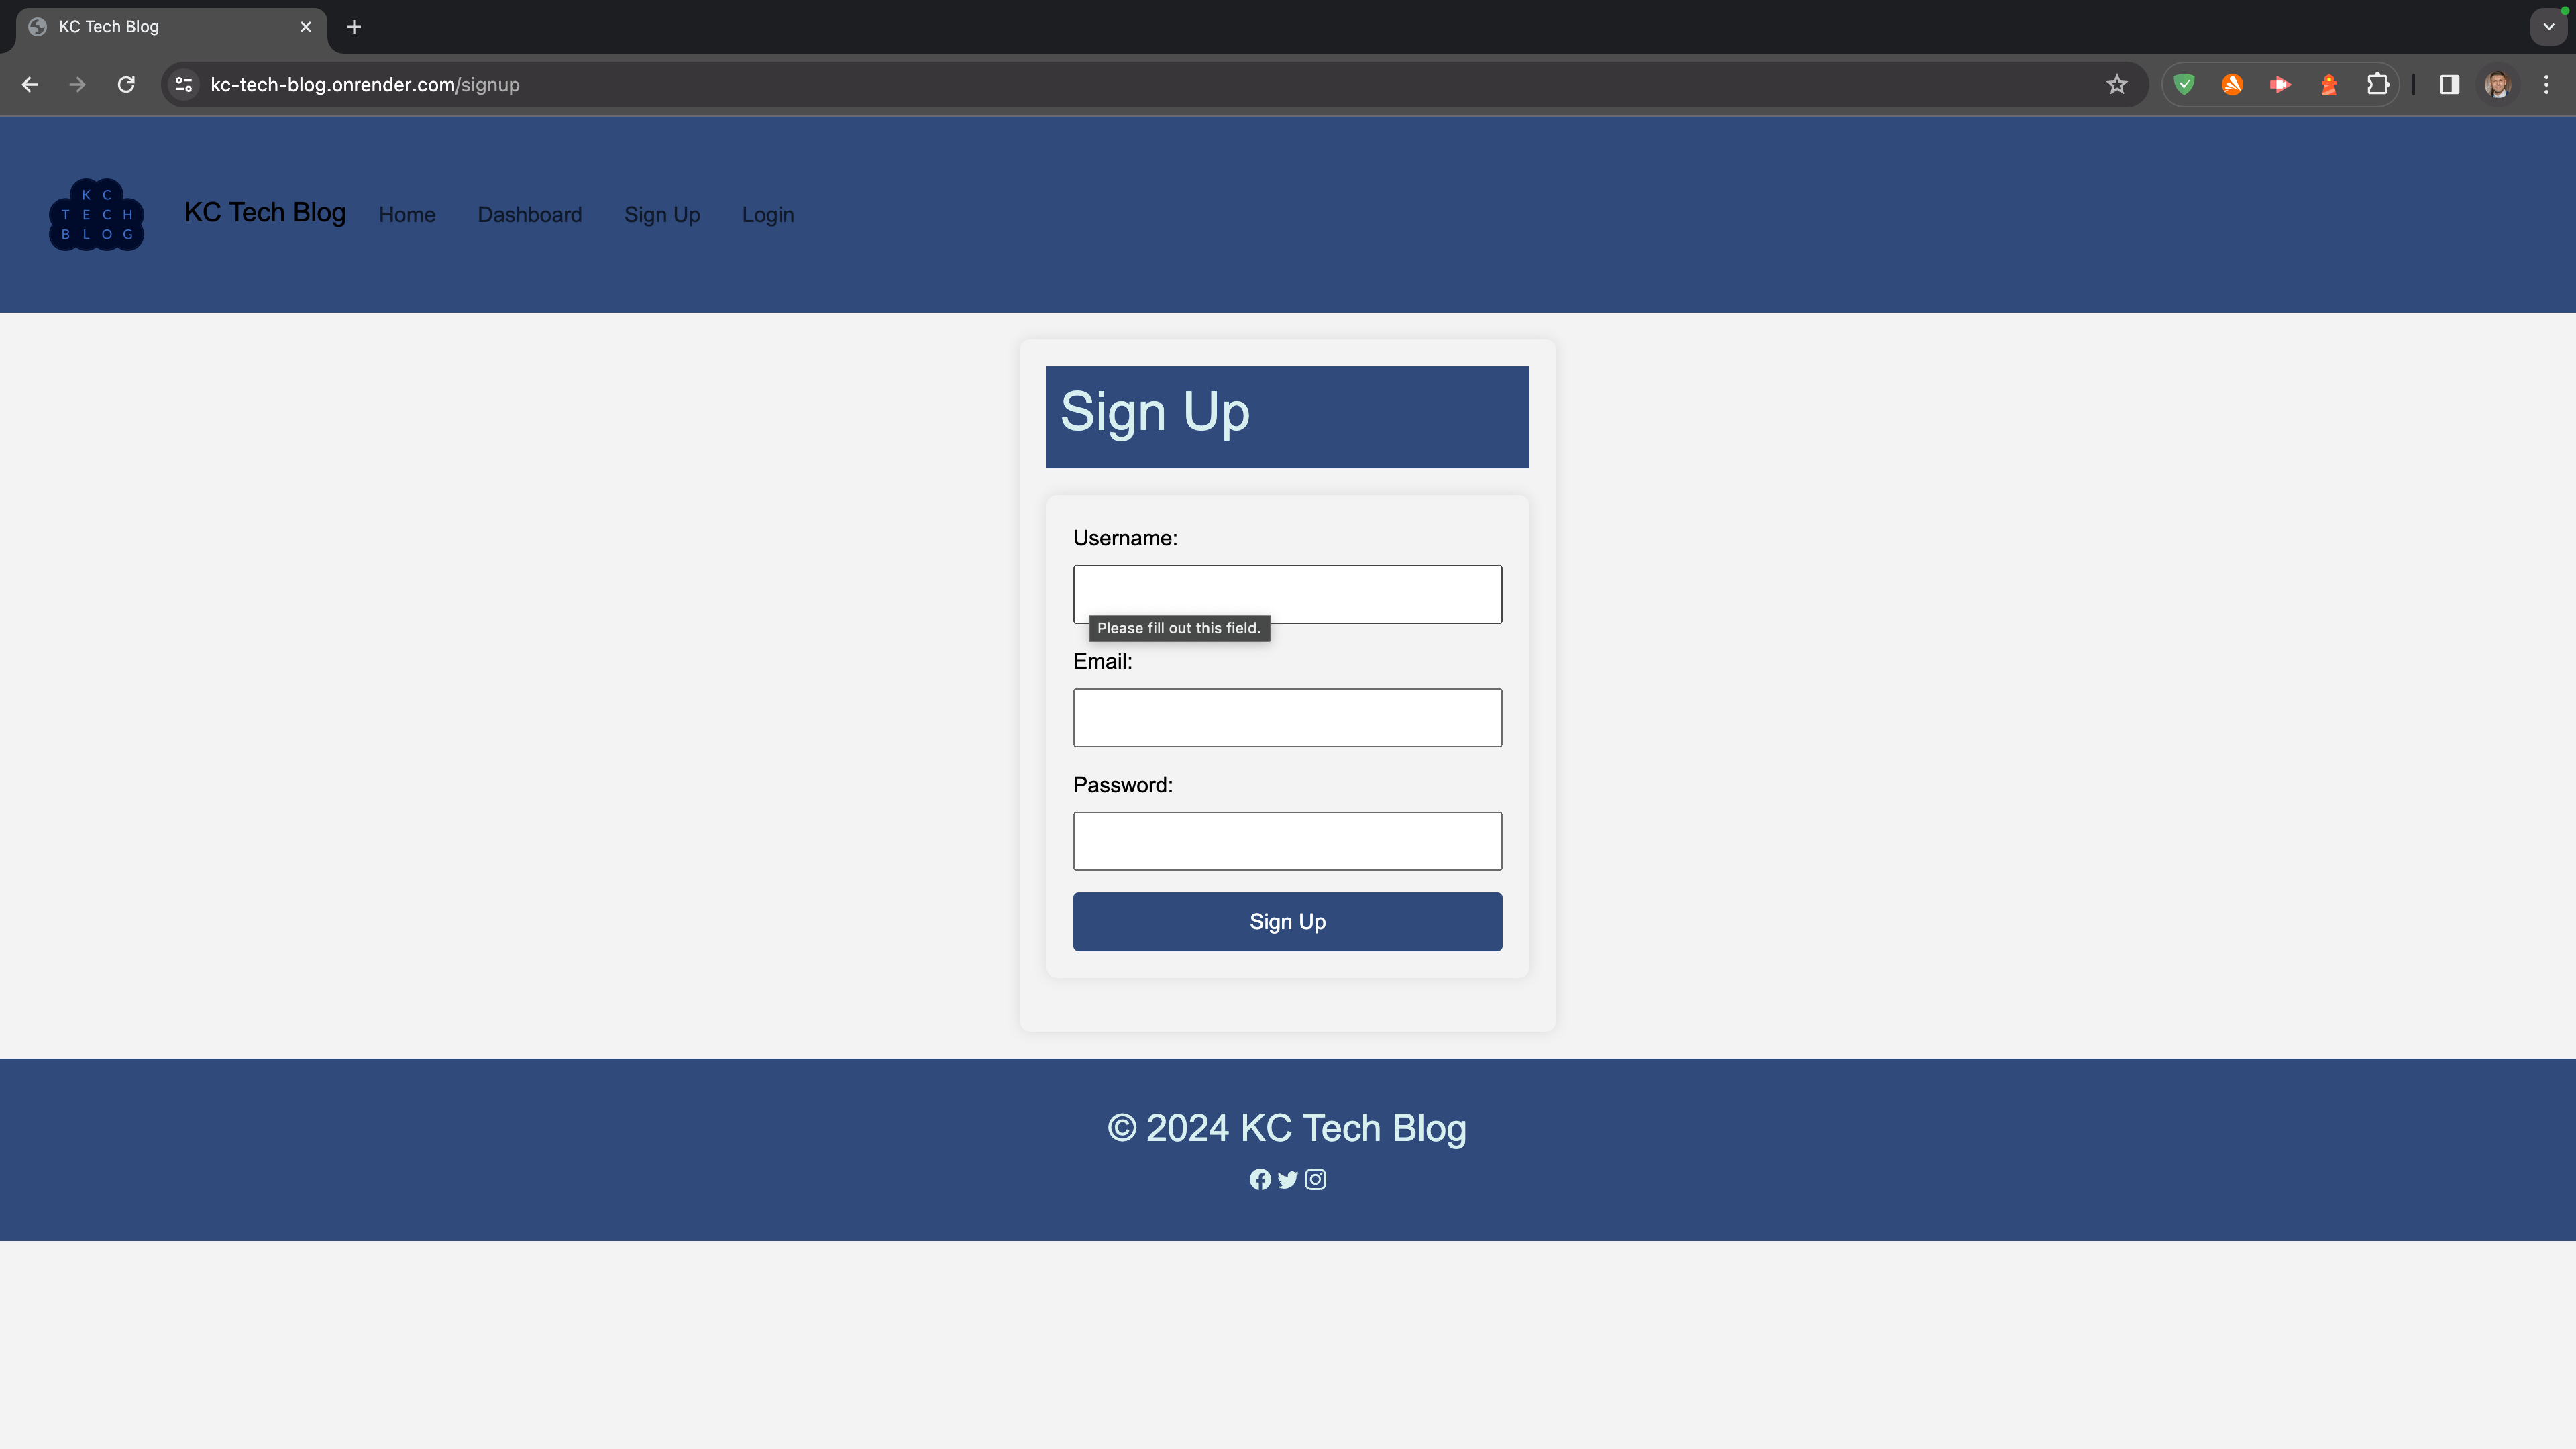 KC Tech Blog
kc-tech-blog.onrender.com/signup
K C
T E C H
B L O G
KC Tech Blog Home Dashboard Sign Up Login
Sign Up
Username:
Please fill out this field.
Email:
Password:
Sign Up
© 2024 KC Tech Blog